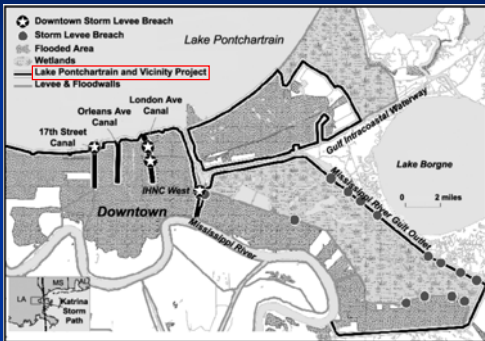 Downtown Storm Levee Breach
Storm Levee Breach
Flooded Area
Wetlands
Lake Pontchartrain and Vicinity Project
Levee & Floodwalls
Lake Pontchartrain
London Ave
Canal
Orleans Ave
Canal
17th Street
Canal
Gulf Intracoastal Waterway
Lake Borgne
IHNC West
0 2 miles
Downtown
Mississippi River Gulf Outlet
Mississippi River
MS
LA
Katrina
Storm
Path